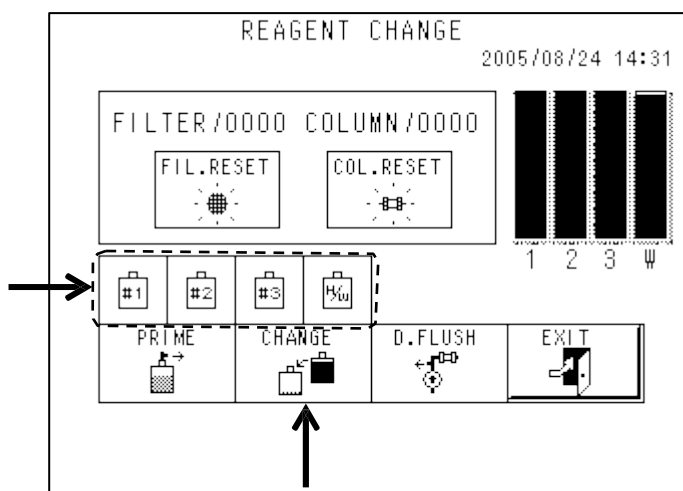 REAGENT CHANGE
2005/08/24 14:31
FILTER/0000 COLUMN/0000
FIL.RESET COL.RESET
1 2 3 W
#1 #2 #3 H/W
PRIME CHANGE D.FLUSH EXIT